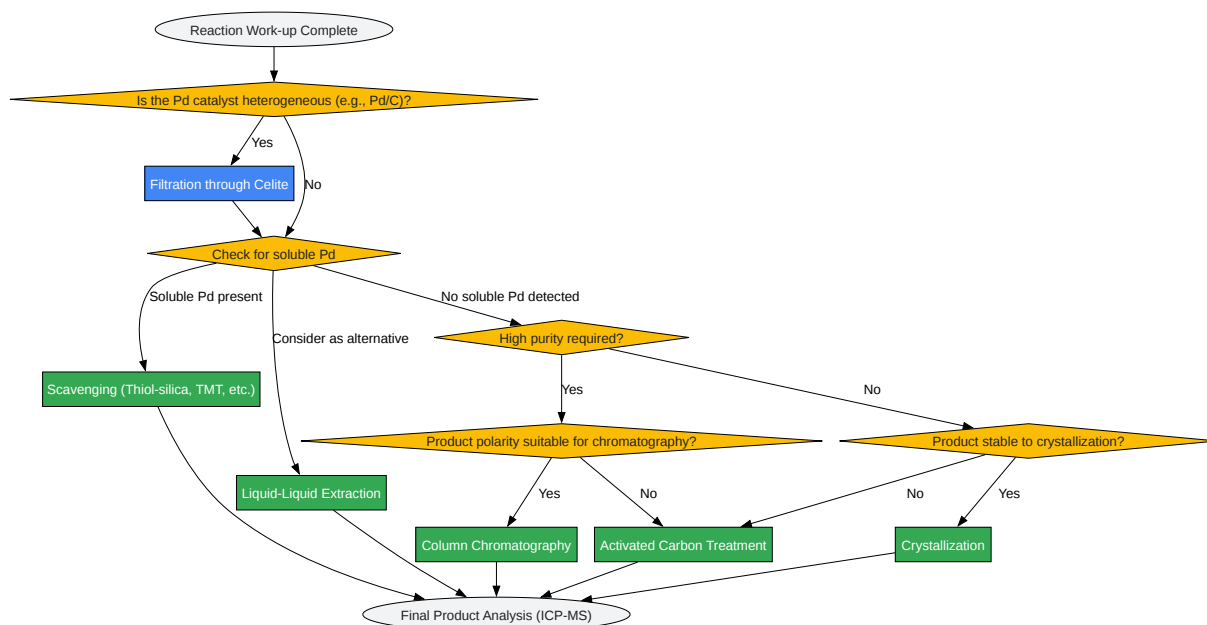 Reaction Work-up Complete
Is the Pd catalyst heterogeneous (e.g., Pd/C)?
Yes
Filtration through Celite
No
Check for soluble Pd
Soluble Pd present
No soluble Pd detected
Consider as alternative
High purity required?
Scavenging (Thiol-silica, TMT, etc.)
Yes
No
Product polarity suitable for chromatography?
Product stable to crystallization?
Liquid-Liquid Extraction
Yes
No
No
Yes
Column Chromatography
Activated Carbon Treatment
Crystallization
Final Product Analysis (ICP-MS)